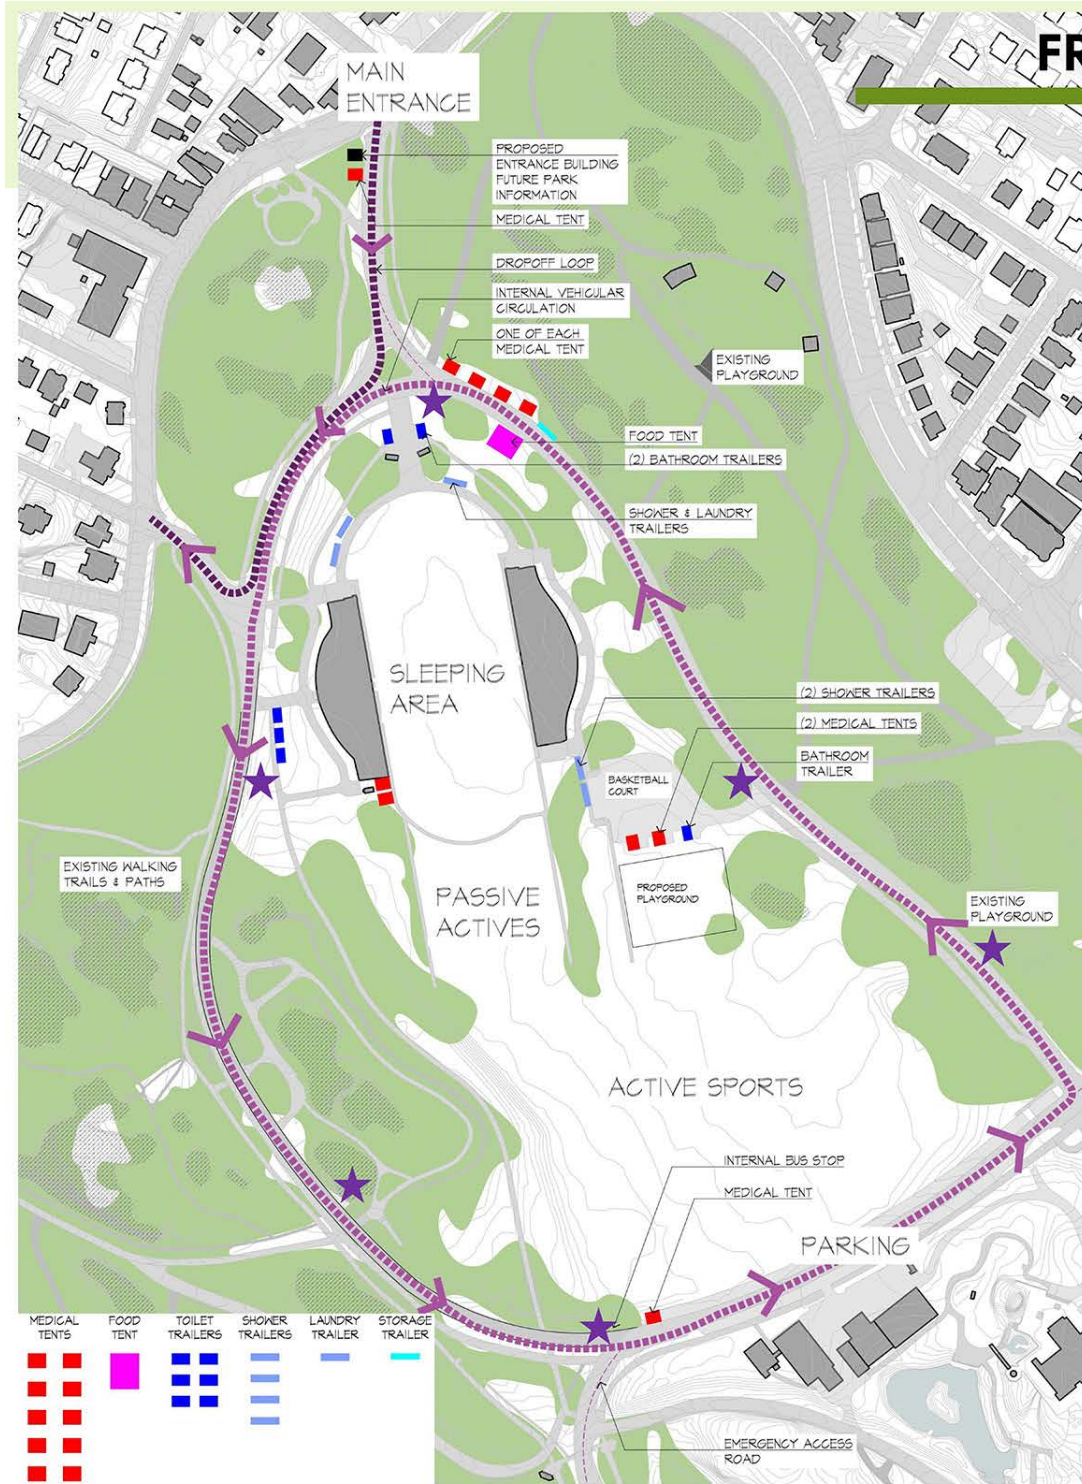 FR
MAIN
ENTRANCE
PROPOSED
ENTRANCE BUILDING
FUTURE PARK
INFORMATION
MEDICAL TENT
DROPOFF LOOP
INTERNAL VEHICULAR
CIRCULATION
ONE OF EACH
MEDICAL TENT
EXISTING
PLAYGROUND
FOOD TENT
(2) BATHROOM TRAILERS
SHOWER & LAUNDRY
TRAILERS
SLEEPING
AREA
(2) SHOWER TRAILERS
(2) MEDICAL TENTS
BATHROOM
TRAILER
BASKETBALL
COURT
EXISTING WALKING
TRAILS & PATHS
PASSIVE
ACTIVES
PROPOSED
PLAYGROUND
EXISTING
PLAYGROUND
ACTIVE SPORTS
INTERNAL BUS STOP
MEDICAL TENT
PARKING
MEDICAL
TENTS
FOOD
TENT
TOILET
TRAILERS
SHOWER
TRAILERS
LAUNDRY
TRAILER
STORAGE
TRAILER
EMERGENCY ACCESS
ROAD